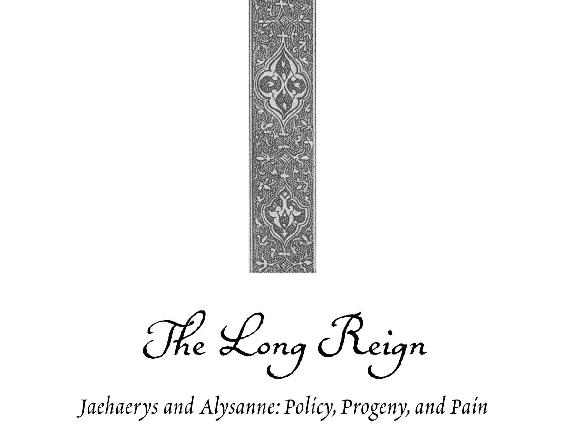 The Long Reign
Jaehaerys and Alysanne: Policy, Progeny, and Pain